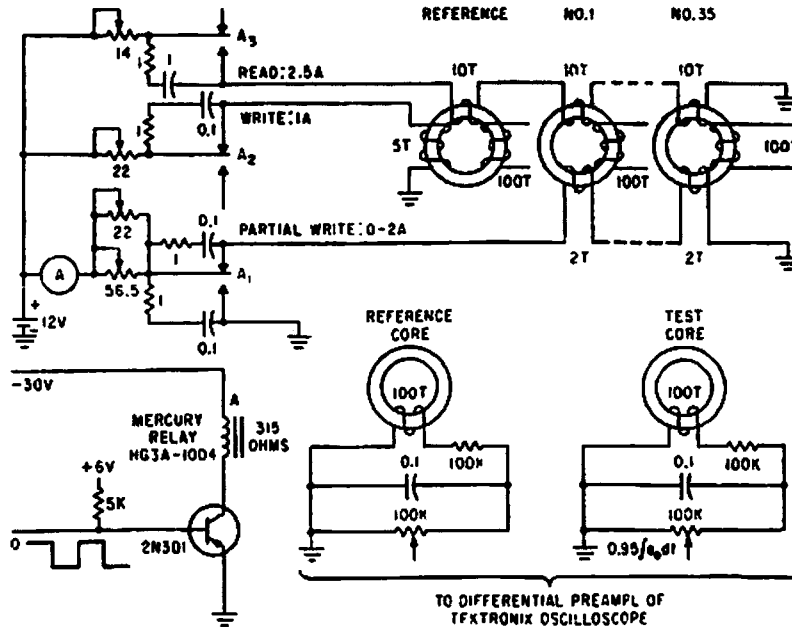 REFERENCE NO.1 NO.35
14
1
1
A3
READ:2.5A
10T 10T 10T
0.1
WRITE:1A
1
5T
100T 100T 100T
22
A2
22
0.1
PARTIAL WRITE:0-2A
1
A
56.5
1
A1
2T 2T
+
12V
-
0.1
-30V
A
MERCURY
RELAY
HG3A-1004
315
OHMS
+6V
5K
0
2N301
REFERENCE
CORE
100T
100K
0.1
100K
TEST
CORE
100T
100K
0.1
100K
0.95∫e₀dt
TO DIFFERENTIAL PREAMPL OF
TEKTRONIX OSCILLOSCOPE